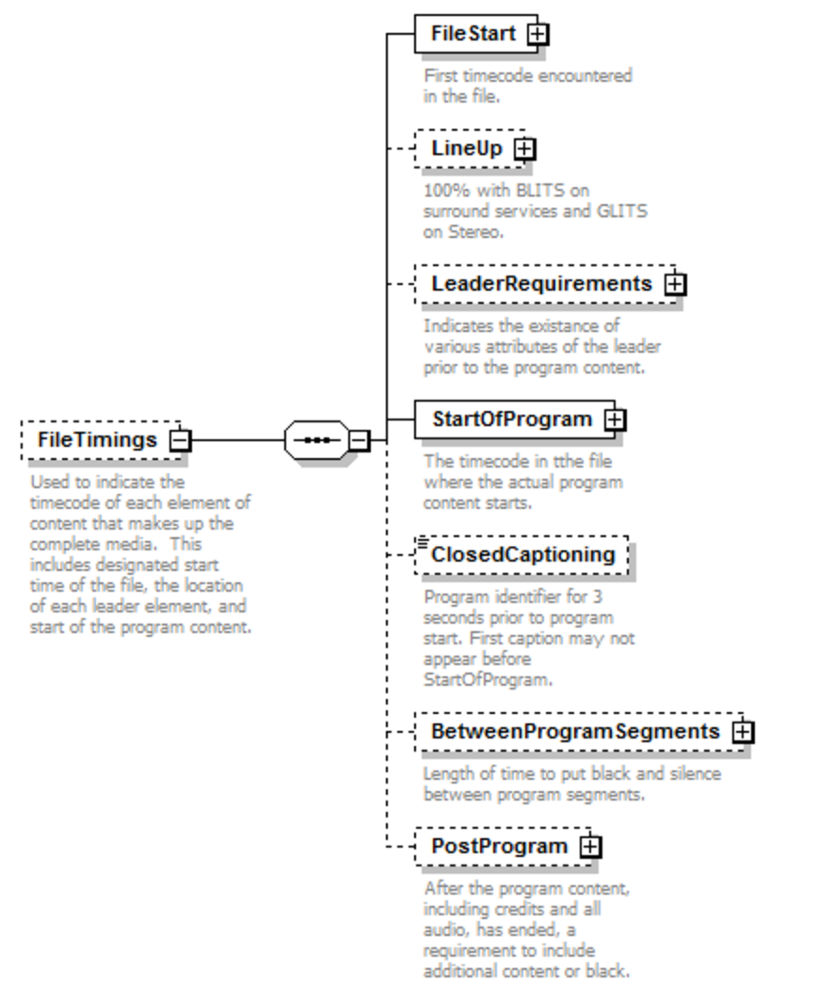 FileStart
First timecode encountered
in the file.
LineUp
100% with BLITS on
surround services and GLITS
on Stereo.
LeaderRequirements
Indicates the existance of
various attributes of the leader
prior to the program content.
StartOfProgram
The timecode in tthe file
where the actual program
content starts.
FileTimings
Used to indicate the
timecode of each element of
content that makes up the
complete media.  This
includes designated start
time of the file, the location
of each leader element, and
start of the program content.
ClosedCaptioning
Program identifier for 3
seconds prior to program
start. First caption may not
appear before
StartOfProgram.
BetweenProgramSegments
Length of time to put black and silence
between program segments.
PostProgram
After the program content,
including credits and all
audio, has ended, a
requirement to include
additional content or black.